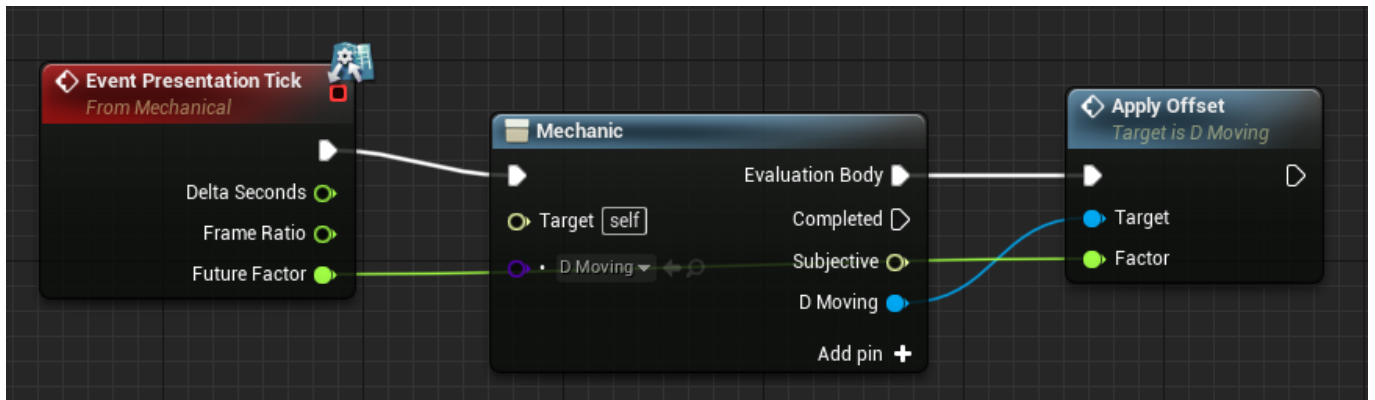 Event Presentation Tick
From Mechanical
Delta Seconds
Frame Ratio
Future Factor
Mechanic
Evaluation Body
Target self
Completed
D Moving
Subjective
D Moving
Add pin
Apply Offset
Target is D Moving
Target
Factor